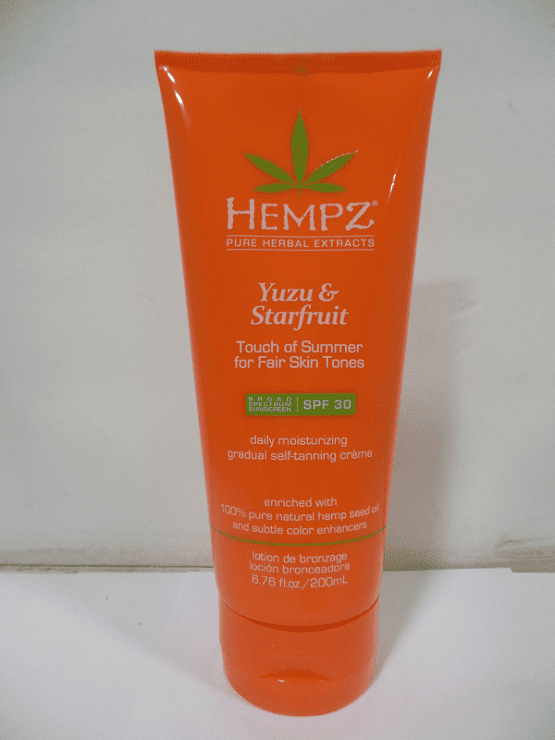 HEMPZ®
PURE HERBAL EXTRACTS
Yuzu &
Starfruit
Touch of Summer
for Fair Skin Tones
BROAD
SPECTRUM
SUNSCREEN
SPF 30
daily moisturizing
gradual self-tanning crème
enriched with
100% pure natural hemp seed oil
and subtle color enhancers
lotion de bronzage
loción bronceadora
6.76 fl.oz./200mL